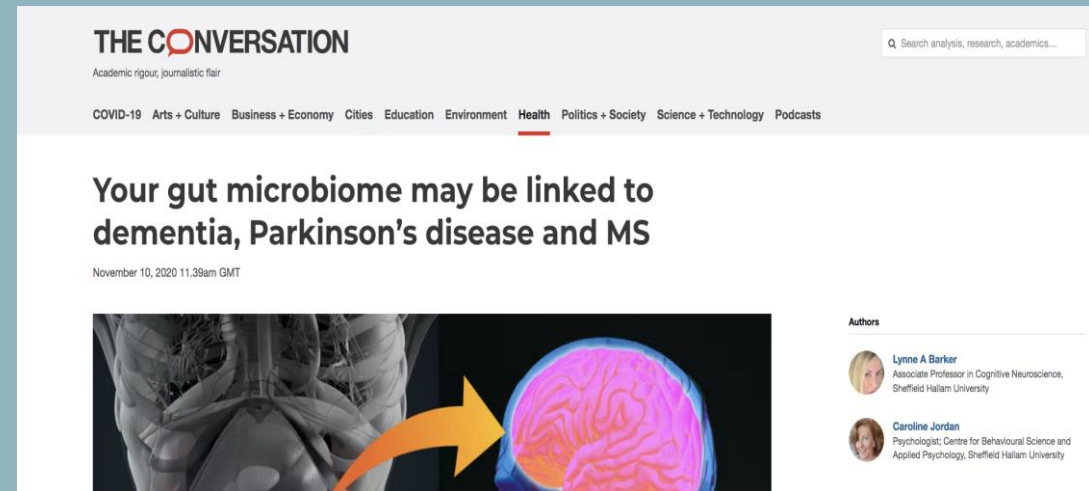 THE CONVERSATION
Academic rigour, journalistic flair
Search analysis, research, academics...
COVID-19 Arts + Culture Business + Economy Cities Education Environment Health Politics + Society Science + Technology Podcasts
Your gut microbiome may be linked to
dementia, Parkinson’s disease and MS
November 10, 2020 11.39am GMT
Authors
Lynne A Barker
Associate Professor in Cognitive Neuroscience,
Sheffield Hallam University
Caroline Jordan
Psychologist; Centre for Behavioural Science and
Applied Psychology, Sheffield Hallam University